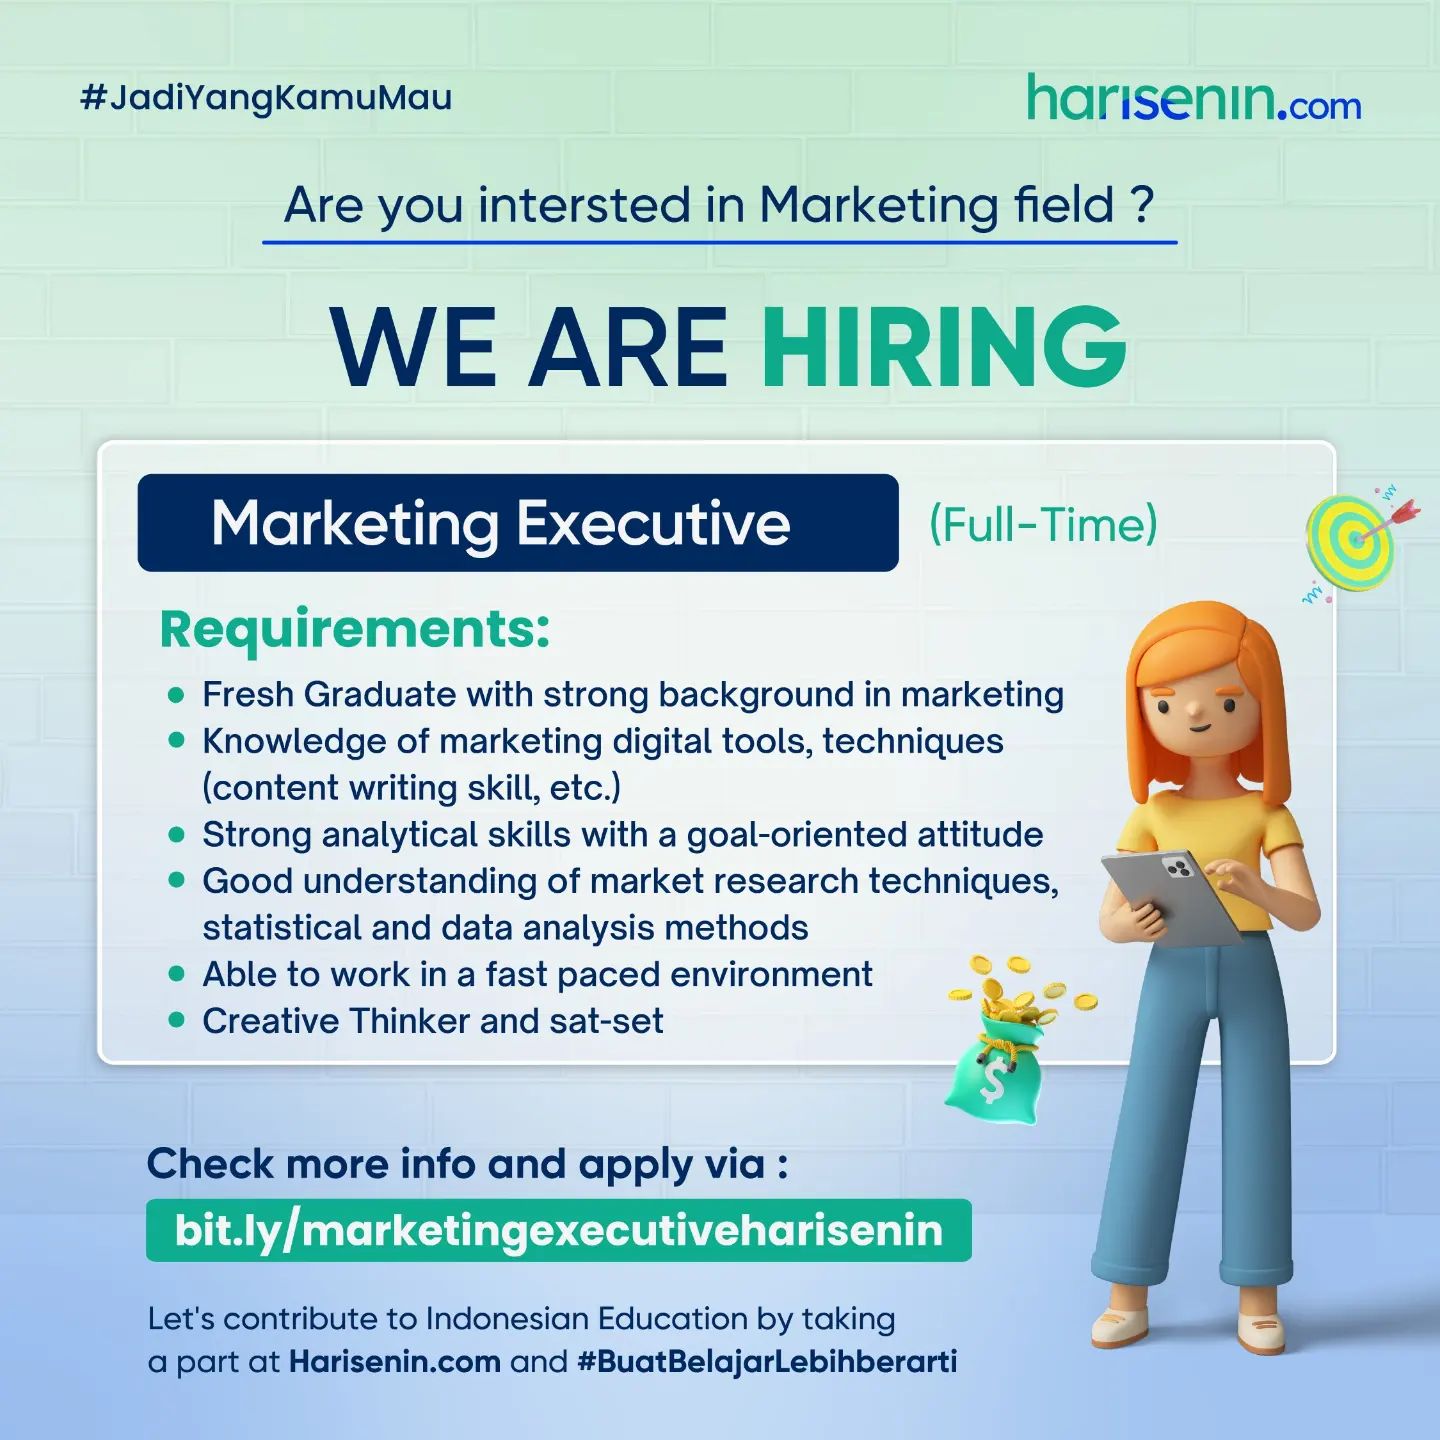 #JadiYangKamuMau
harisenin.com
Are you intersted in Marketing field ?
WE ARE HIRING
Marketing Executive
(Full-Time)
Requirements:
Fresh Graduate with strong background in marketing
Knowledge of marketing digital tools, techniques
(content writing skill, etc.)
Strong analytical skills with a goal-oriented attitude
Good understanding of market research techniques,
statistical and data analysis methods
Able to work in a fast paced environment
Creative Thinker and sat-set
$
Check more info and apply via :
bit.ly/marketingexecutiveharisenin
Let's contribute to Indonesian Education by taking
a part at Harisenin.com and #BuatBelajarLebihberarti